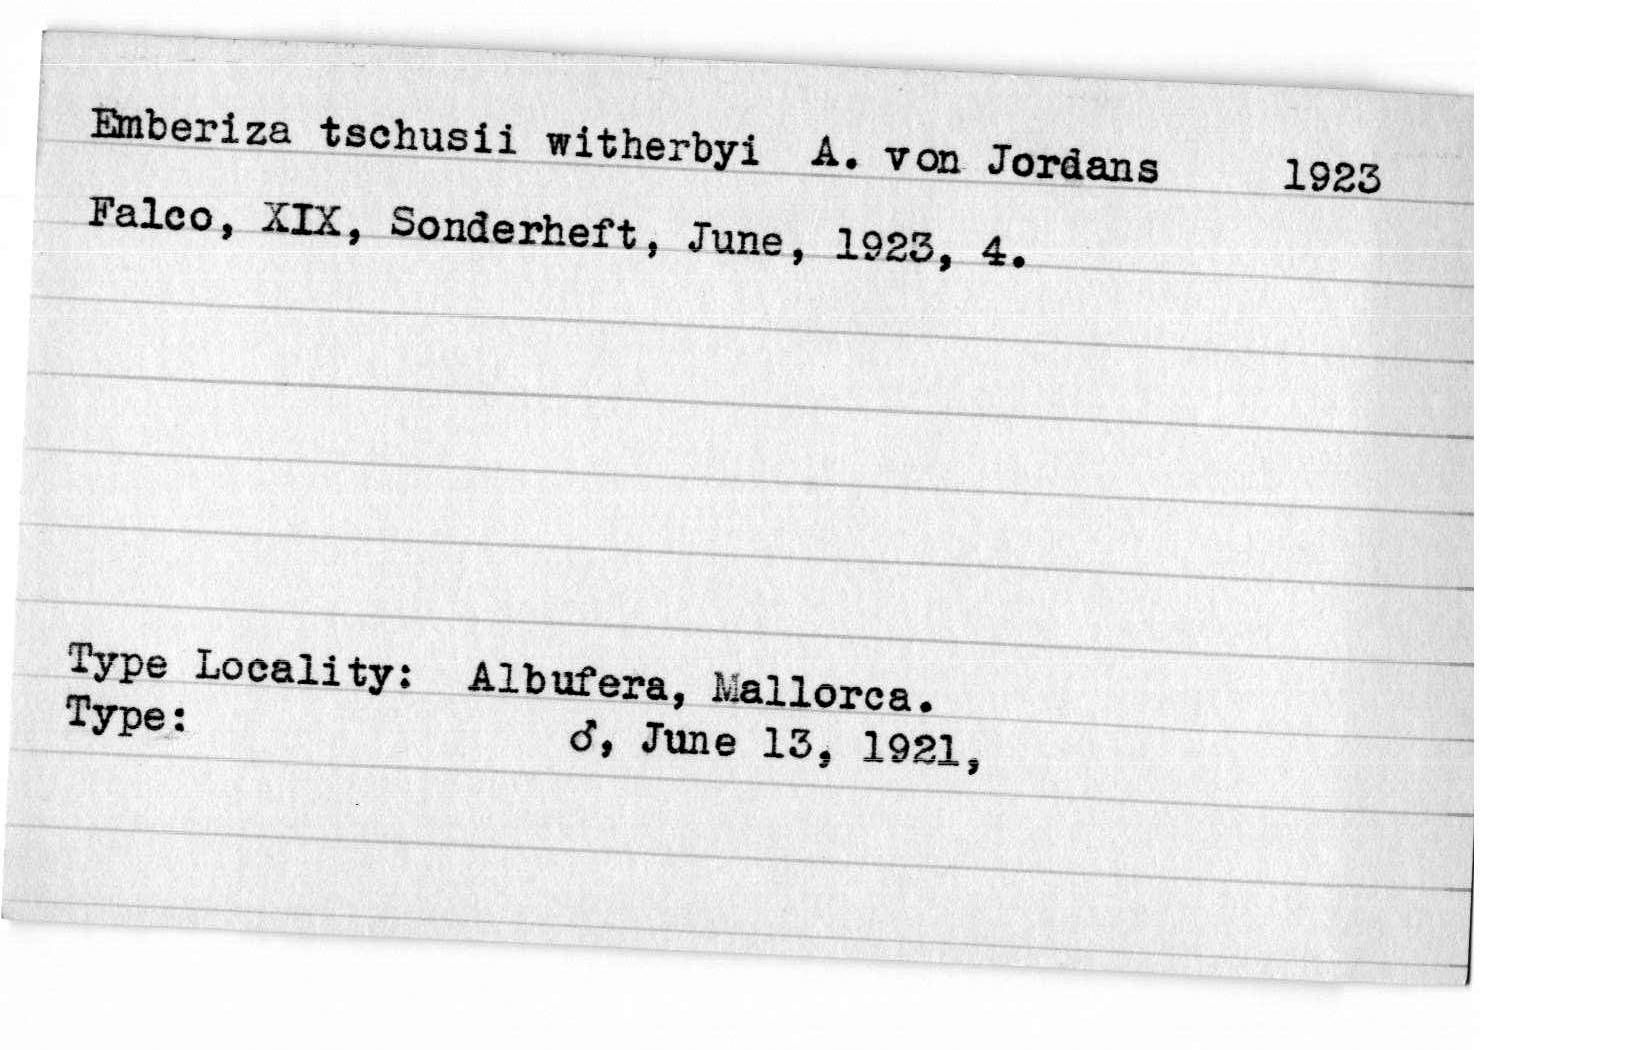 Emberiza tschusii witherbyi A. von Jordans 1923
Falco, XIX, Sonderheft, June, 1923, 4.
Type Locality: Albufera, Mallorca.
Type: ♂, June 13, 1921,